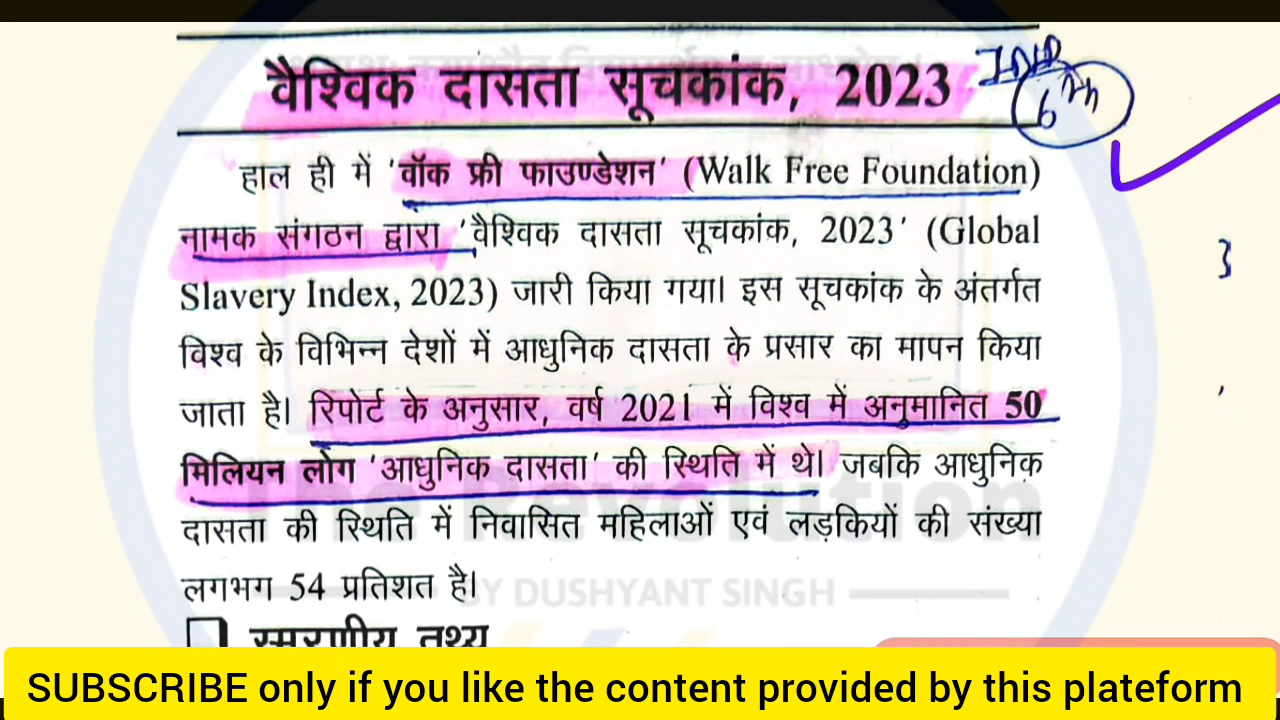 वैश्विक दासता सूचकांक, 2023
6th
हाल ही में 'वॉक फ्री फाउण्डेशन' (Walk Free Foundation)
नामक संगठन द्वारा 'वैश्विक दासता सूचकांक, 2023' (Global
Slavery Index, 2023) जारी किया गया। इस सूचकांक के अंतर्गत
विश्व के विभिन्न देशों में आधुनिक दासता के प्रसार का मापन किया
जाता है। रिपोर्ट के अनुसार, वर्ष 2021 में विश्व में अनुमानित 50
मिलियन लोग 'आधुनिक दासता' की स्थिति में थे। जबकि आधुनिक
दासता की स्थिति में निवासित महिलाओं एवं लड़कियों की संख्या
लगभग 54 प्रतिशत है।
BY DUSHYANT SINGH
स्मरणीय तथ्य
SUBSCRIBE only if you like the content provided by this plateform